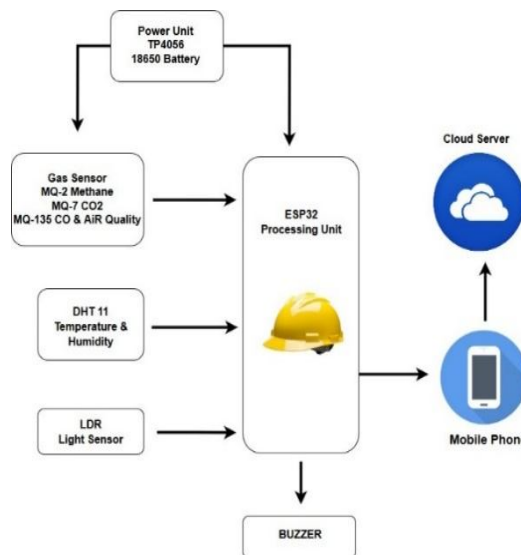 Power Unit
TP4056
18650 Battery
Cloud Server
Gas Sensor
MQ-2 Methane
MQ-7 CO2
MQ-135 CO & AiR Quality
ESP32
Processing Unit
DHT 11
Temperature &
Humidity
LDR
Light Sensor
Mobile Phon
BUZZER